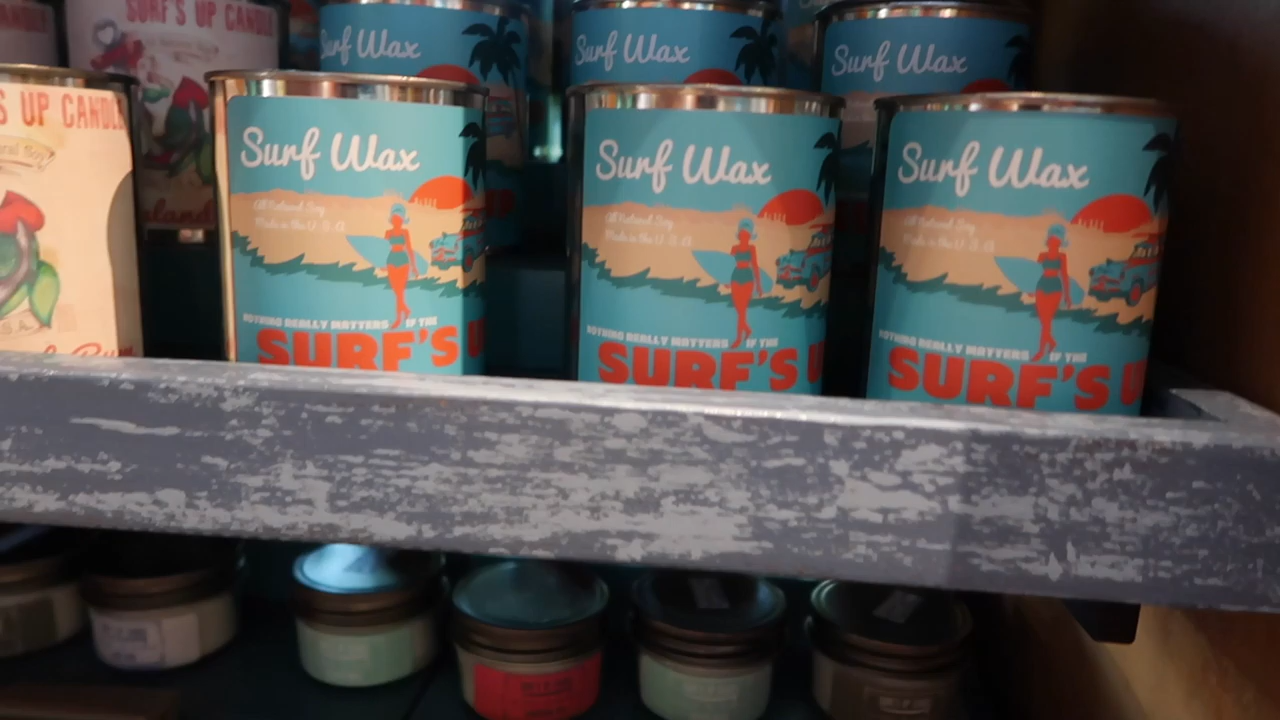 SURF'S UP CANDL
Surf Wax
Surf Wax
Surf Wax
S UP CANDL
Surf Wax
All Natural Soy
Made in the U.S.A.
NOTHING REALLY MATTERS IF THE
SURF'S U
Surf Wax
All Natural Soy
Made in the U.S.A.
NOTHING REALLY MATTERS IF THE
SURF'S U
Surf Wax
All Natural Soy
Made in the U.S.A.
NOTHING REALLY MATTERS IF THE
SURF'S U